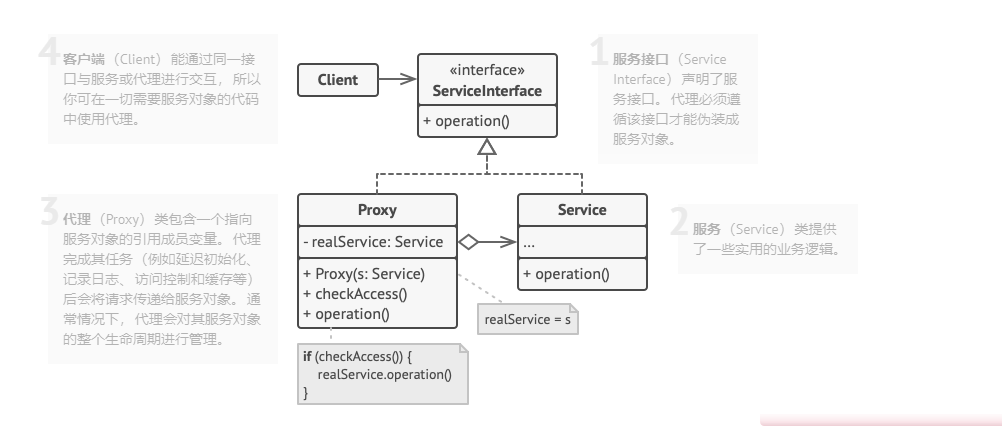 4
客户端（Client）能通过同一接
口与服务或代理进行交互，所以
你可在一切需要服务对象的代码
中使用代理。
Client
«interface»
ServiceInterface
+ operation()
1
服务接口（Service
Interface）声明了服
务接口。代理必须遵
循该接口才能伪装成
服务对象。
3
代理（Proxy）类包含一个指向
服务对象的引用成员变量。代理
完成其任务（例如延迟初始化、
记录日志、访问控制和缓存等）
后会将请求传递给服务对象。通
常情况下，代理会对其服务对象
的整个生命周期进行管理。
Proxy
- realService: Service
+ Proxy(s: Service)
+ checkAccess()
+ operation()
Service
...
+ operation()
2
服务（Service）类提供
了一些实用的业务逻辑。
realService = s
if (checkAccess()) {
realService.operation()
}